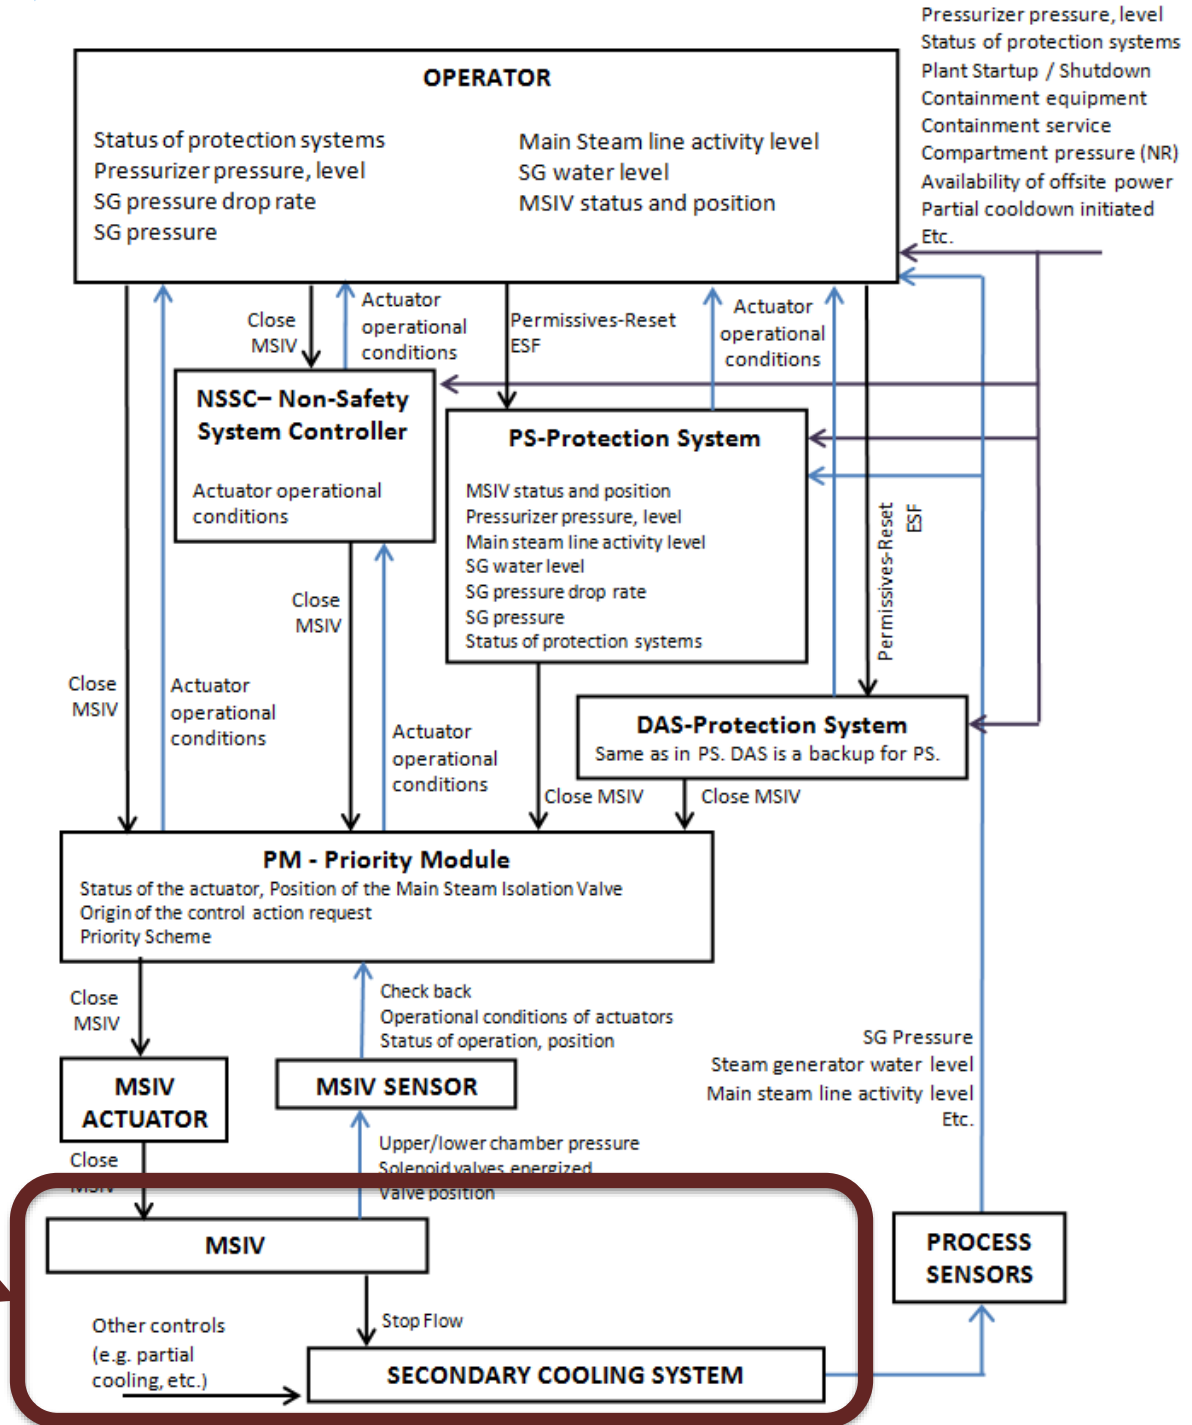 Pressurizer pressure, level
Status of protection systems
Plant Startup / Shutdown
Containment equipment
Containment service
Compartment pressure (NR)
Availability of offsite power
Partial cooldown initiated
Etc.
OPERATOR
Status of protection systems
Pressurizer pressure, level
SG pressure drop rate
SG pressure
Main Steam line activity level
SG water level
MSIV status and position
Close
MSIV
Actuator
operational
conditions
Permissives-Reset
ESF
Actuator
operational
conditions
NSSC– Non-Safety
System Controller
Actuator operational
conditions
PS-Protection System
MSIV status and position
Pressurizer pressure, level
Main steam line activity level
SG water level
SG pressure drop rate
SG pressure
Status of protection systems
Permissives-Reset
ESF
Close
MSIV
Close
MSIV
Actuator
operational
conditions
Actuator
operational
conditions
DAS-Protection System
Same as in PS. DAS is a backup for PS.
Close MSIV
Close MSIV
PM - Priority Module
Status of the actuator, Position of the Main Steam Isolation Valve
Origin of the control action request
Priority Scheme
Close
MSIV
Check back
Operational conditions of actuators
Status of operation, position
SG Pressure
Steam generator water level
Main steam line activity level
Etc.
MSIV
ACTUATOR
MSIV SENSOR
Close
MSIV
Upper/lower chamber pressure
Solenoid valves energized
Valve position
MSIV
PROCESS
SENSORS
Stop Flow
Other controls
(e.g. partial
cooling, etc.)
SECONDARY COOLING SYSTEM